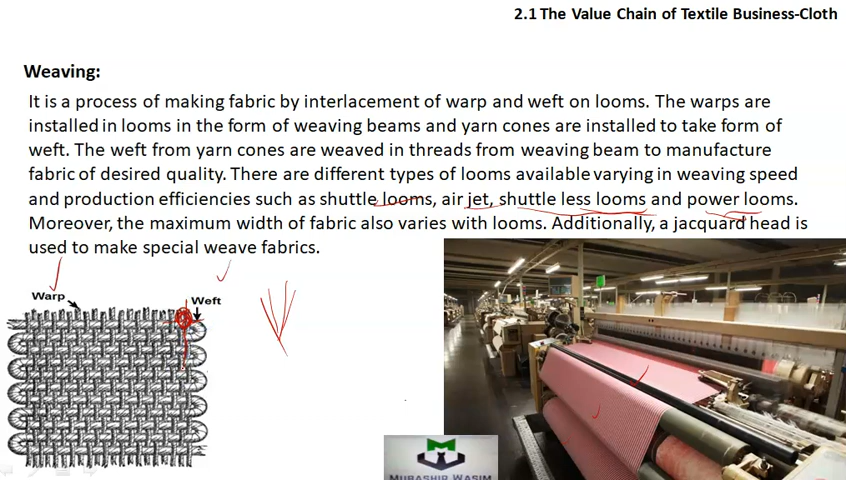 2.1 The Value Chain of Textile Business-Cloth
Weaving:
It is a process of making fabric by interlacement of warp and weft on looms. The warps are
installed in looms in the form of weaving beams and yarn cones are installed to take form of
weft. The weft from yarn cones are weaved in threads from weaving beam to manufacture
fabric of desired quality. There are different types of looms available varying in weaving speed
and production efficiencies such as shuttle looms, air jet, shuttle less looms and power looms.
Moreover, the maximum width of fabric also varies with looms. Additionally, a jacquard head is
used to make special weave fabrics.
Warp
Weft
MUBASHIR WASIM